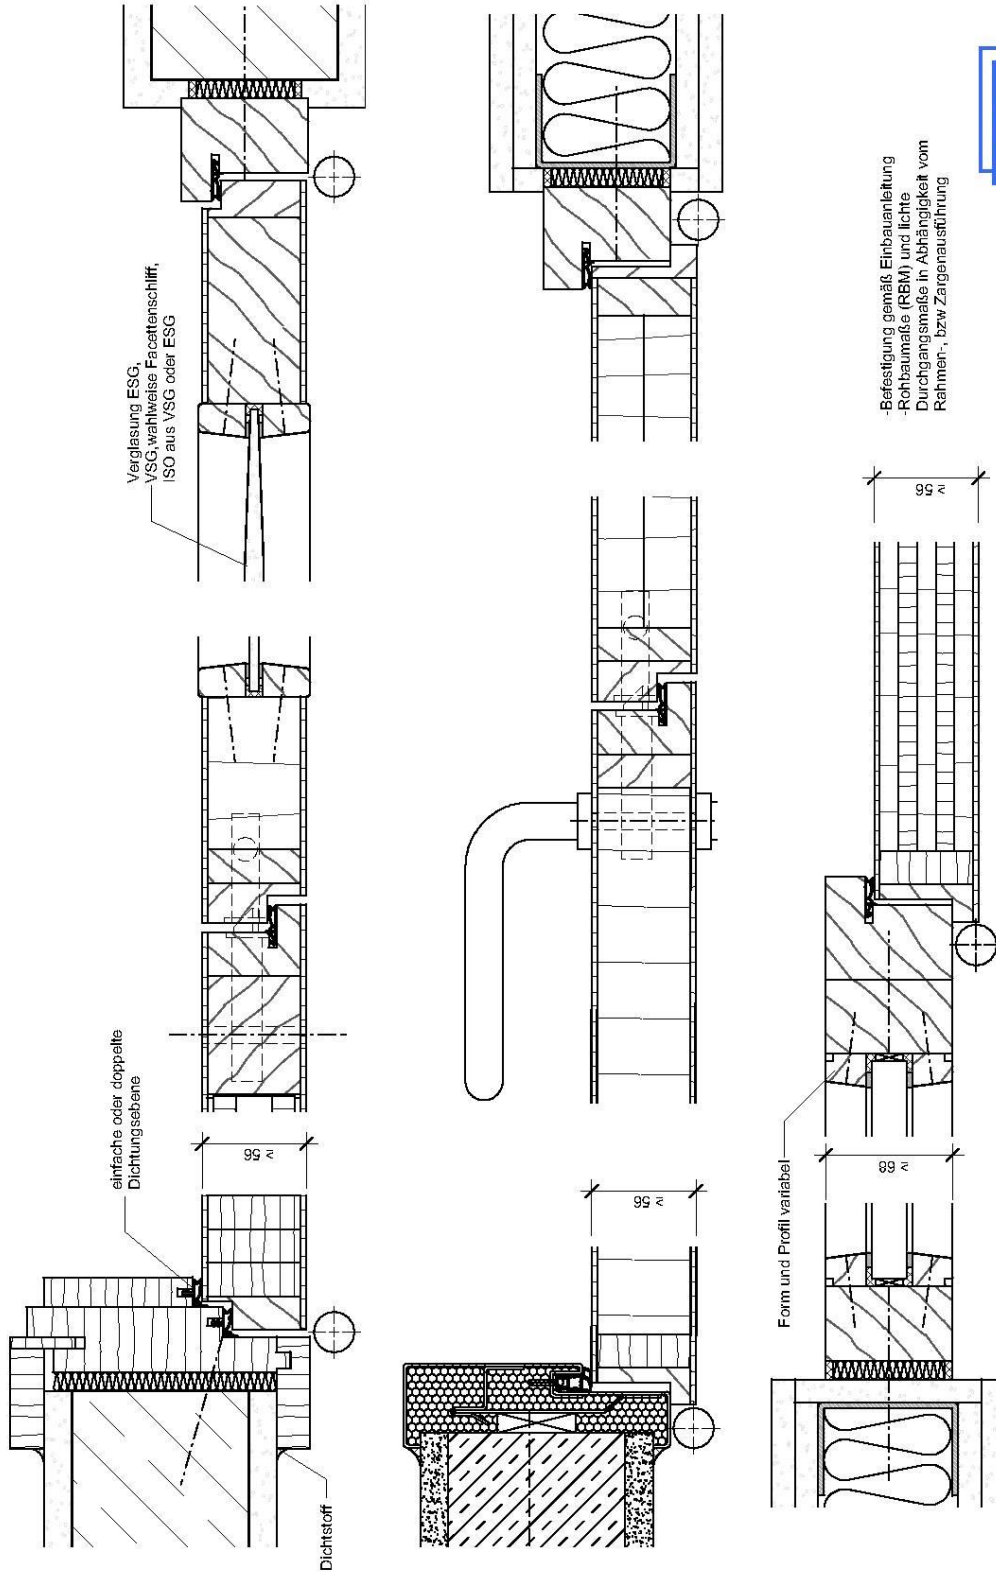 Verglasung ESG,
VSG,wahlweise Facettenschliff,
ISO aus VSG oder ESG
einfache oder doppelte
Dichtungsebene
≥ 56
Dichtstoff
≥ 56
-Befestigung gemäß Einbauanleitung
-Rohbaumaße (RBM) und lichte
Durchgangsmaße in Abhängigkeit vom
Rahmen-, bzw Zargenausführung
≥ 56
Form und Profil variabel
≥ 68